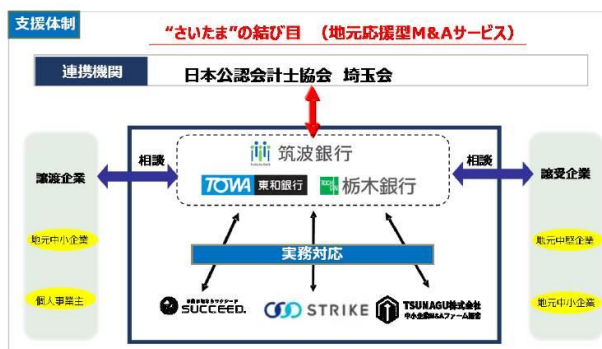 支援体制
“さいたま”の結び目 （地元応援型M&Aサービス）
連携機関
日本公認会計士協会 埼玉会
譲渡企業
相談
筑波銀行
相談
譲受企業
TOWA 東和銀行
栃木銀行
地元中小企業
地元中堅企業
実務対応
個人事業主
地元中小企業
SUCCEED.
STRIKE
TSUNAGU株式会社
中小企業M&Aファーム運営